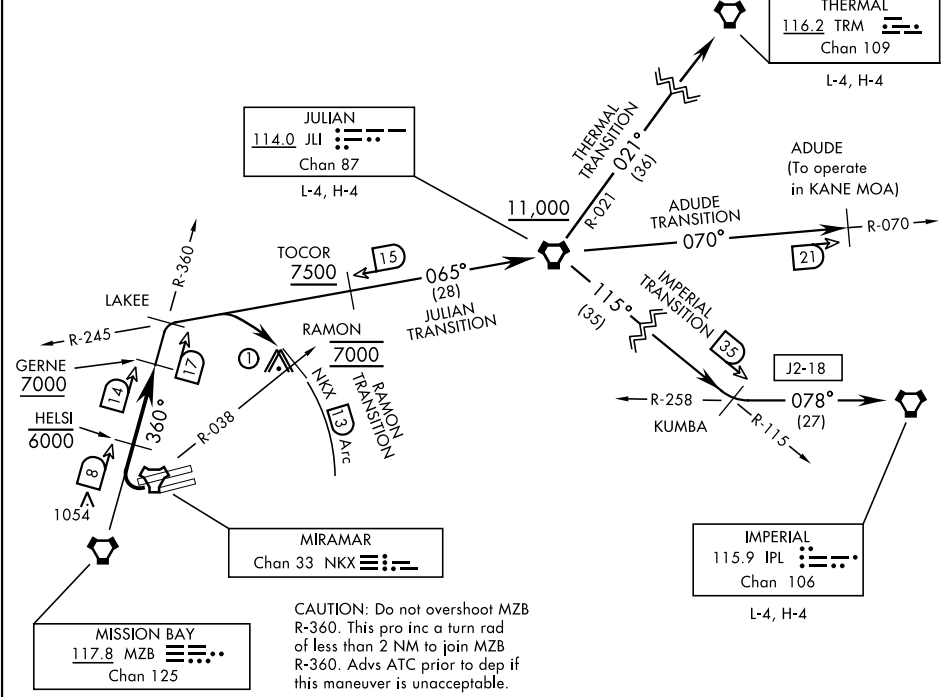 THERMAL
116.2 TRM
Chan 109
L-4, H-4
JULIAN
114.0 JLI
Chan 87
L-4, H-4
THERMAL
TRANSITION
021°
(36)
R-021
ADUDE
(To operate
in KANE MOA)
11,000
ADUDE
TRANSITION
070°
R-070
21
R-360
TOCOR
7500
15
065°
(28)
JULIAN
TRANSITION
LAKEE
R-245
115°
(35)
IMPERIAL
TRANSITION
35
GERNE
7000
14
17
1
RAMON
7000
RAMON
TRANSITION
NKX
13
Arc
J2-18
R-258
KUMBA
078°
(27)
R-115
HELSI
6000
360°
R-038
8
1054
MIRAMAR
Chan 33 NKX
IMPERIAL
115.9 IPL
Chan 106
L-4, H-4
MISSION BAY
117.8 MZB
Chan 125
CAUTION: Do not overshoot MZB
R-360. This pro inc a turn rad
of less than 2 NM to join MZB
R-360. Advs ATC prior to dep if
this maneuver is unacceptable.